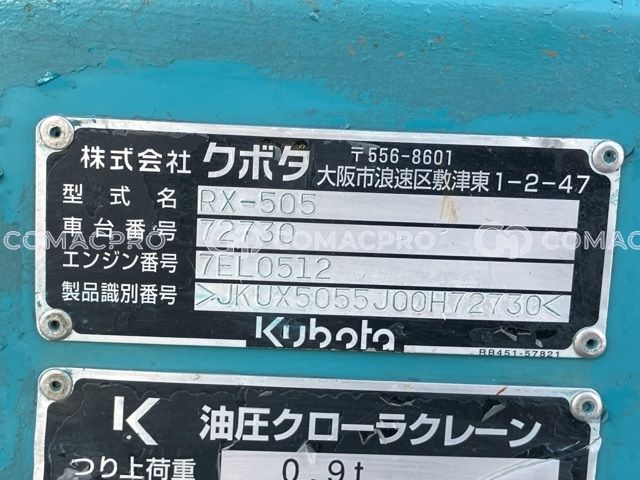 株式会社 クボタ 〒556-8601
大阪市浪速区敷津東1-2-47
型式名 RX-505
車台番号 72730
エンジン番号 7EL0512
製品識別番号 >JKUX5055J00H72730<
Kubota
RB451-57821
K 油圧クローラクレーン
つり上荷重 0.9t
COMACPRO COMACPRO COMACPRO